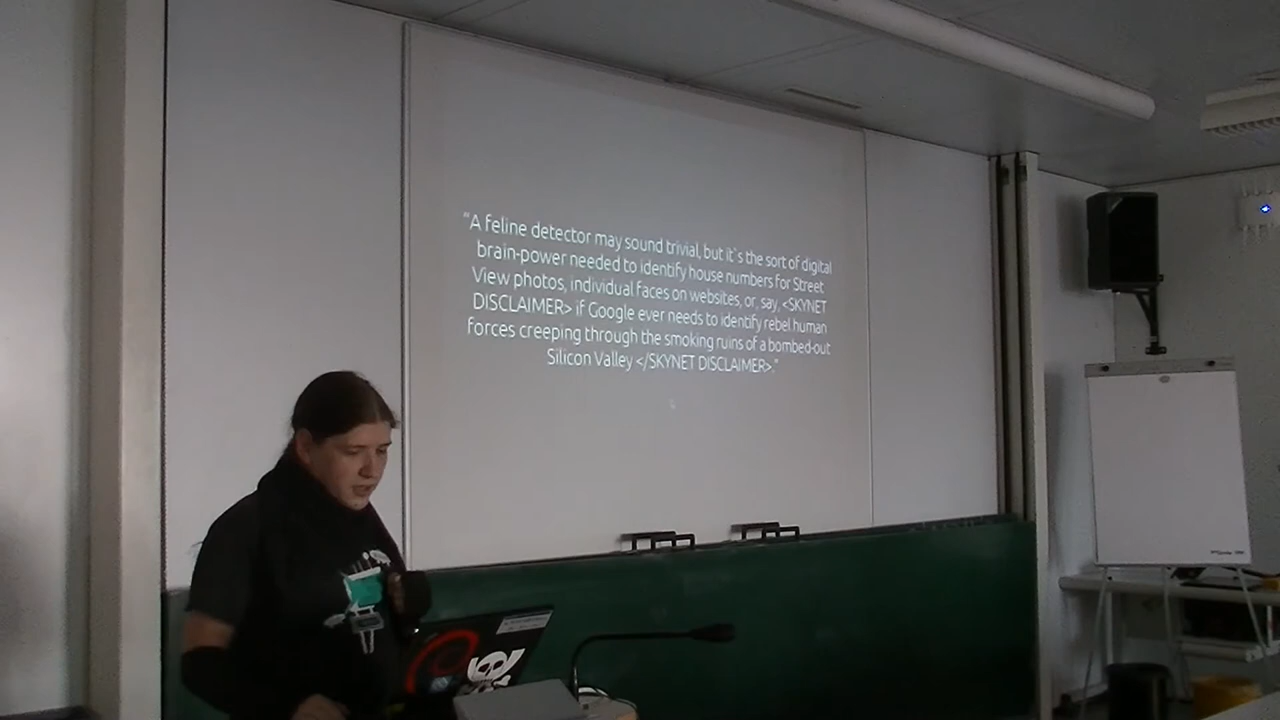 “A feline detector may sound trivial, but it`s the sort of digital
brain-power needed to identify house numbers for Street
View photos, individual faces on websites, or, say, <SKYNET
DISCLAIMER> if Google ever needs to identify rebel human
forces creeping through the smoking ruins of a bombed-out
Silicon Valley </SKYNET DISCLAIMER>.”